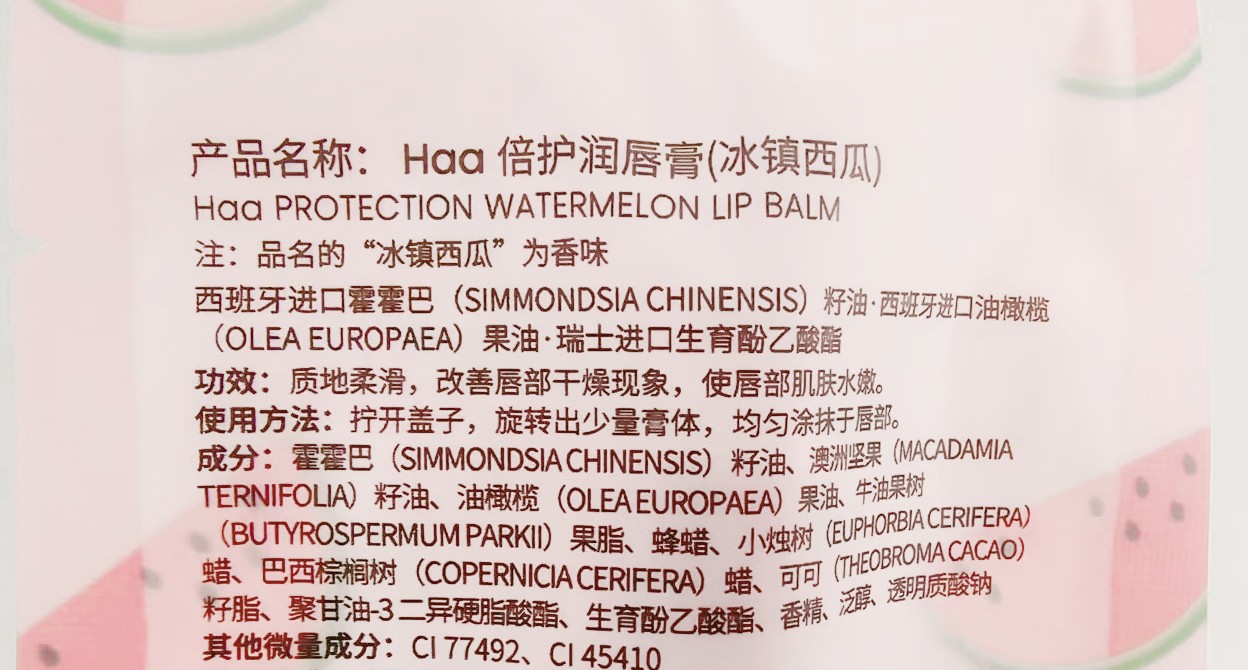 产品名称： Haa 倍护润唇膏(冰镇西瓜)
Haa PROTECTION WATERMELON LIP BALM
注：品名的“冰镇西瓜”为香味
西班牙进口霍霍巴（SIMMONDSIA CHINENSIS）籽油·西班牙进口油橄榄
（OLEA EUROPAEA）果油·瑞士进口生育酚乙酸酯
功效：质地柔滑，改善唇部干燥现象，使唇部肌肤水嫩。
使用方法：拧开盖子，旋转出少量膏体，均匀涂抹于唇部。
成分：霍霍巴（SIMMONDSIA CHINENSIS）籽油、澳洲坚果（MACADAMIA
TERNIFOLIA）籽油、油橄榄（OLEA EUROPAEA）果油、牛油果树
（BUTYROSPERMUM PARKII）果脂、蜂蜡、小烛树（EUPHORBIA CERIFERA）
蜡、巴西棕榈树（COPERNICIA CERIFERA）蜡、可可（THEOBROMA CACAO）
籽脂、聚甘油-3 二异硬脂酸酯、生育酚乙酸酯、香精、泛醇、透明质酸钠
其他微量成分：CI 77492、CI 45410